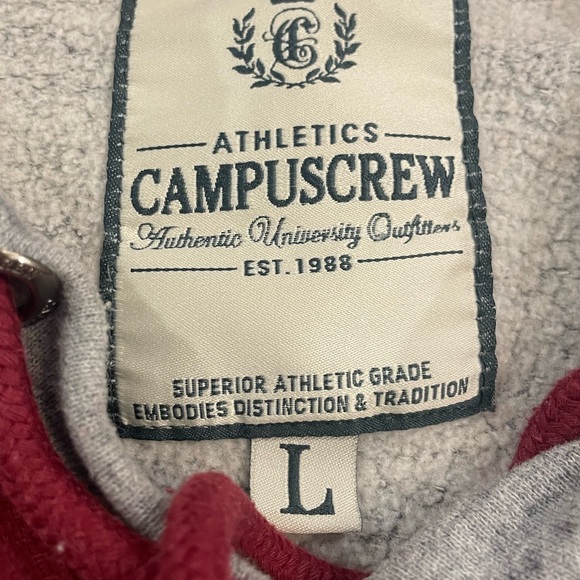 ATHLETICS
CAMPUSCREW
Authentic University Outfitters
EST. 1988
SUPERIOR ATHLETIC GRADE
EMBODIES DISTINCTION & TRADITION
L